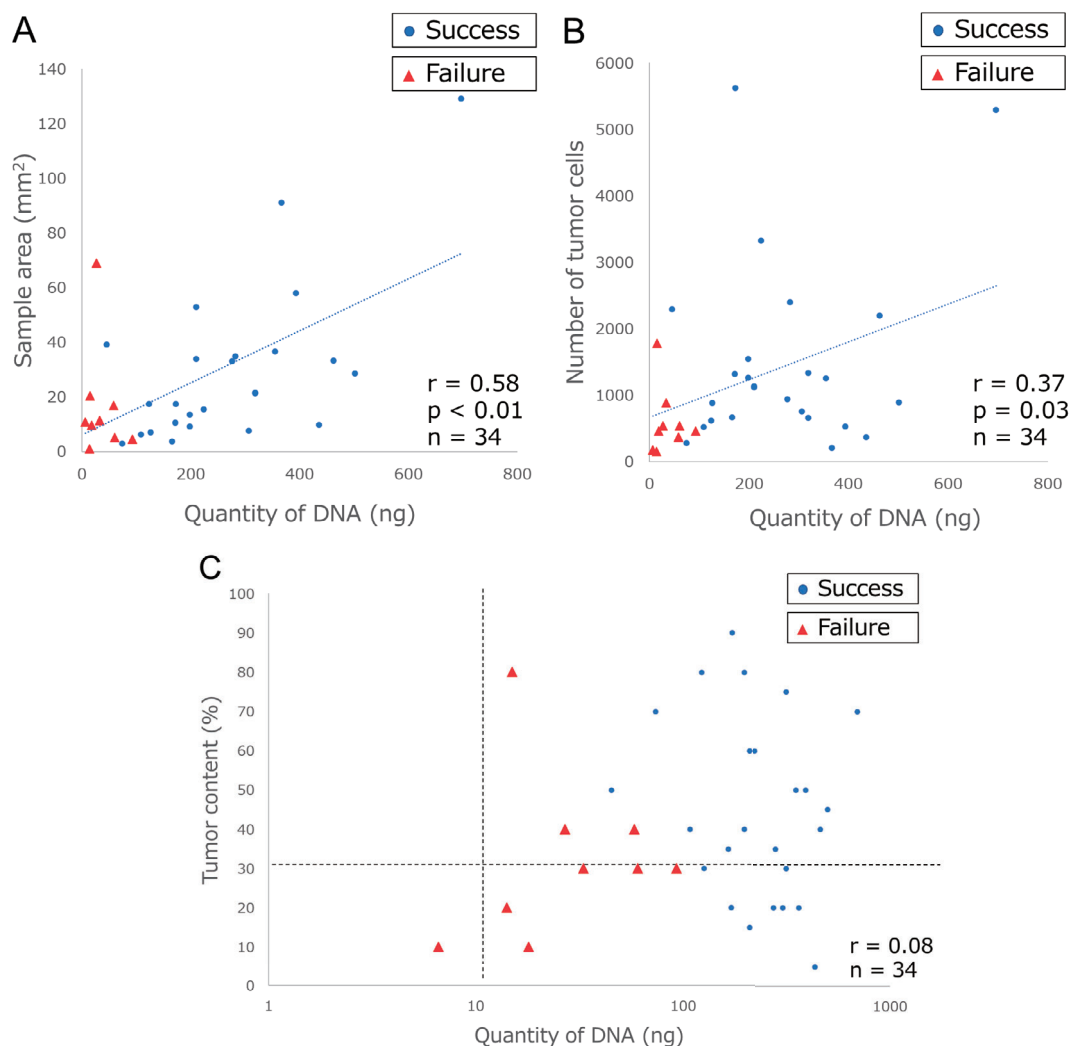 A
Success
Failure
140
120
100
80
60
40
20
0
0 200 400 600 800
Sample area (mm²)
Quantity of DNA (ng)
r = 0.58
p < 0.01
n = 34
B
Success
Failure
6000
5000
4000
3000
2000
1000
0
0 200 400 600 800
Number of tumor cells
Quantity of DNA (ng)
r = 0.37
p = 0.03
n = 34
C
Success
Failure
100
90
80
70
60
50
40
30
20
10
0
1 10 100 1000
Tumor content (%)
Quantity of DNA (ng)
r = 0.08
n = 34